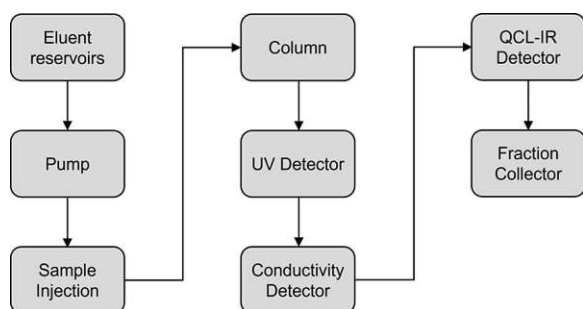 Eluent
reservoirs
Pump
Sample
Injection
Column
UV Detector
Conductivity
Detector
QCL-IR
Detector
Fraction
Collector